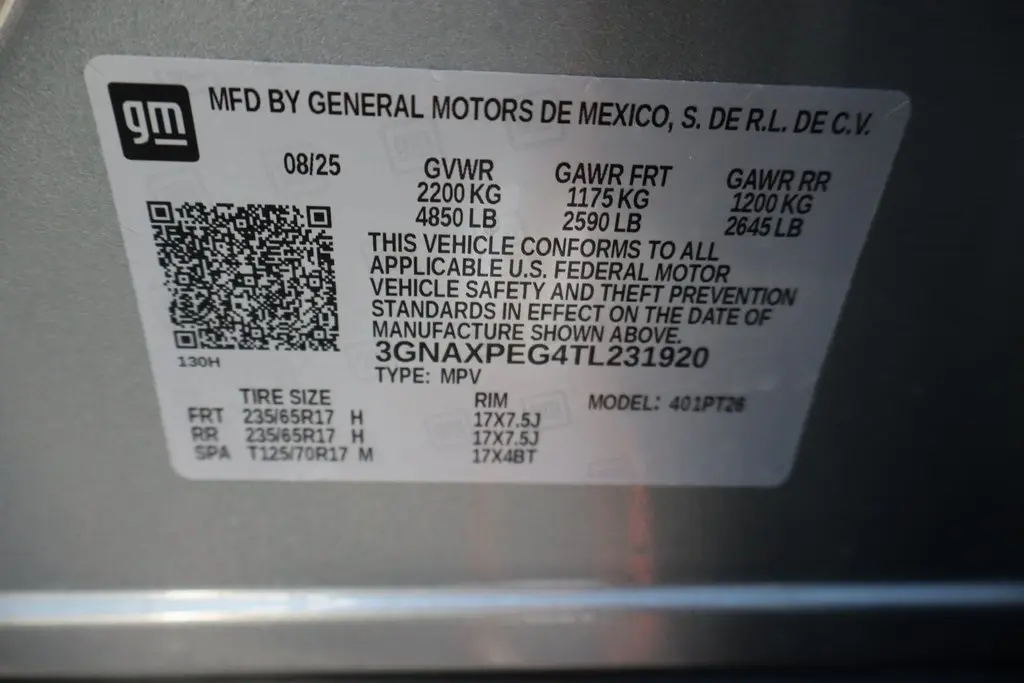 gm
MFD BY GENERAL MOTORS DE MEXICO, S. DE R.L. DE C.V.
08/25
GVWR GAWR FRT GAWR RR
2200 KG 1175 KG 1200 KG
4850 LB 2590 LB 2645 LB
THIS VEHICLE CONFORMS TO ALL
APPLICABLE U.S. FEDERAL MOTOR
VEHICLE SAFETY AND THEFT PREVENTION
STANDARDS IN EFFECT ON THE DATE OF
MANUFACTURE SHOWN ABOVE.
3GNAXPEG4TL231920
130H
TYPE: MPV
TIRE SIZE RIM MODEL: 401PT26
FRT 235/65R17 H 17X7.5J
RR 235/65R17 H 17X7.5J
SPA T125/70R17 M 17X4BT